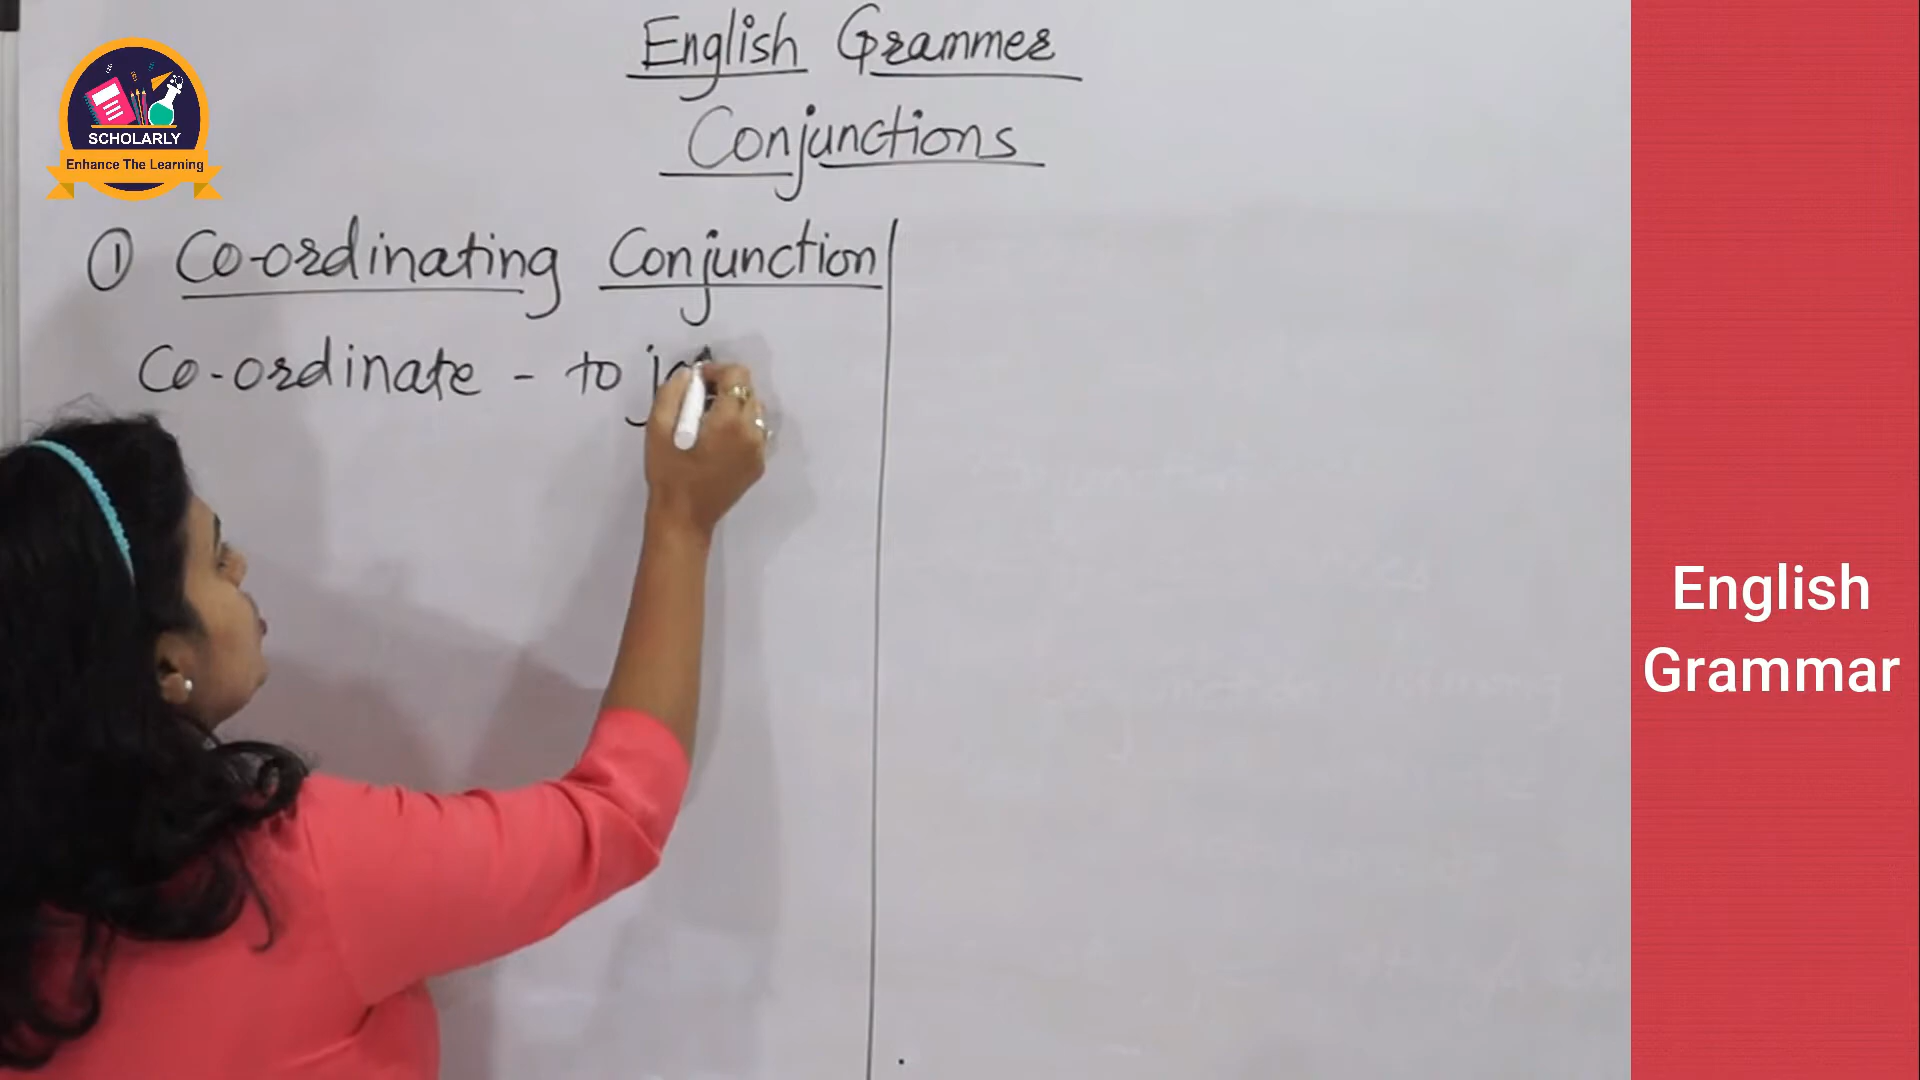 SCHOLARLY
Enhance The Learning
English Grammer
Conjunctions
① Co-ordinating Conjunction
Co-ordinate - to
English
Grammar